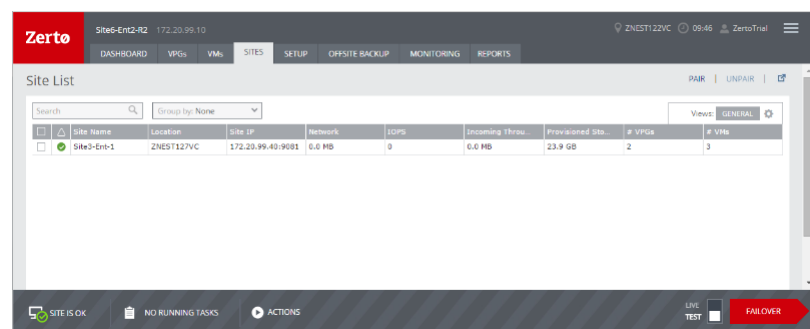 Zerto
Site6-Ent2-R2 172.20.99.10
ZNEST122VC 09:46 ZertoTrial
DASHBOARD VPGs VMs SITES SETUP OFFSITE BACKUP MONITORING REPORTS
Site List
PAIR | UNPAIR |
Search
Group by: None
Views: GENERAL
Site Name Location Site IP Network IOPS Incoming Throu... Provisioned Sto... # VPGs # VMs
Site3-Ent-1 ZNEST127VC 172.20.99.40:9081 0.0 MB 0 0.0 MB 23.9 GB 2 3
SITE IS OK
NO RUNNING TASKS
ACTIONS
LIVE
TEST
FAILOVER